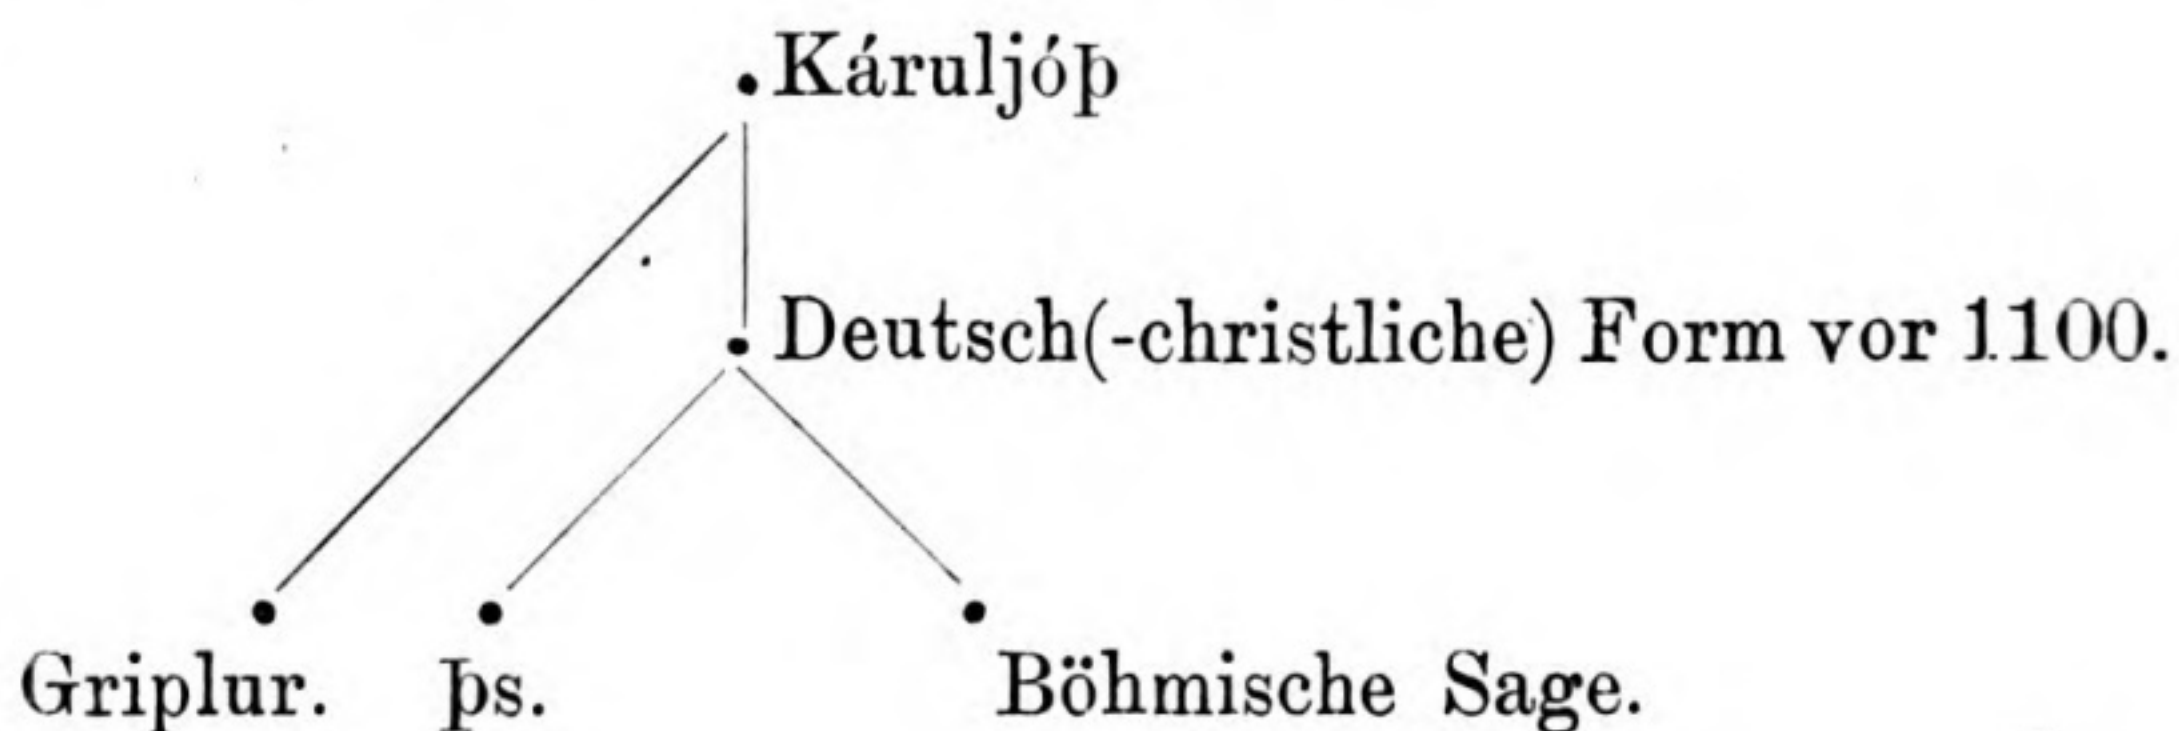 Káruljóþ
Deutsch(-christliche) Form vor 1100.
Griplur. þs. Böhmische Sage.